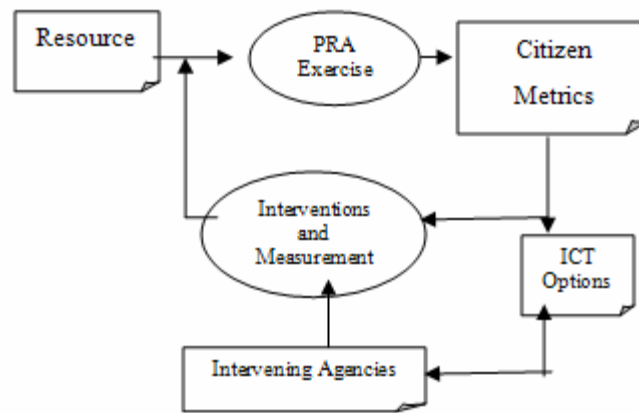 Resource
PRA
Exercise
Citizen
Metrics
Interventions
and
Measurement
ICT
Options
Intervening Agencies